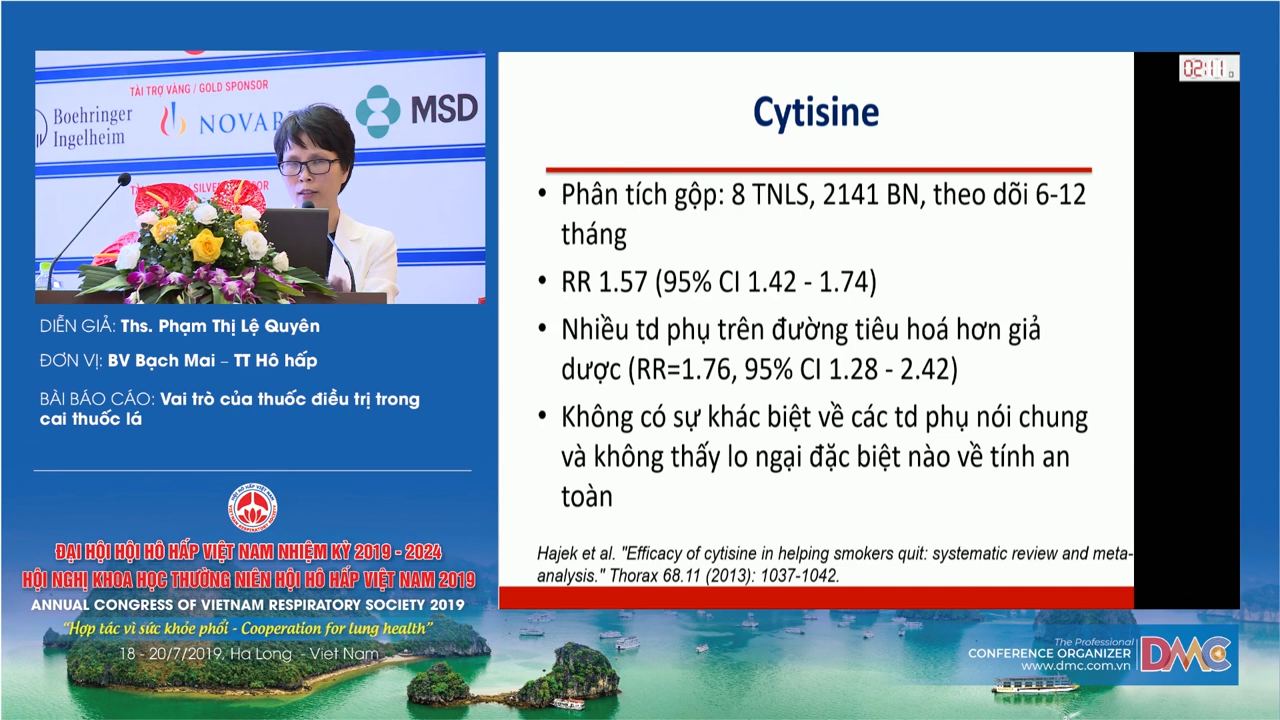 TÀI TRỢ VÀNG / GOLD SPONSOR
Boehringer
Ingelheim
MSD
DIỄN GIẢ: Ths. Phạm Thị Lệ Quyên
ĐƠN VỊ: BV Bạch Mai – TT Hô hấp
BÀI BÁO CÁO: Vai trò của thuốc điều trị trong
cai thuốc lá
ĐẠI HỘI HỘI HÔ HẤP VIỆT NAM NHIỆM KỲ 2019 - 2024
HỘI NGHỊ KHOA HỌC THƯỜNG NIÊN HỘI HÔ HẤP VIỆT NAM 2019
ANNUAL CONGRESS OF VIETNAM RESPIRATORY SOCIETY 2019
“Hợp tác vì sức khỏe phổi - Cooperation for lung health”
18 - 20/7/2019, Ha Long - Viet Nam
02:11
Cytisine
• Phân tích gộp: 8 TNLS, 2141 BN, theo dõi 6-12
tháng
• RR 1.57 (95% CI 1.42 - 1.74)
• Nhiều td phụ trên đường tiêu hoá hơn giả
dược (RR=1.76, 95% CI 1.28 - 2.42)
• Không có sự khác biệt về các td phụ nói chung
và không thấy lo ngại đặc biệt nào về tính an
toàn
Hajek et al. "Efficacy of cytisine in helping smokers quit: systematic review and meta-
analysis." Thorax 68.11 (2013): 1037-1042.
The Professional
CONFERENCE ORGANIZER
www.dmc.com.vn
DMC